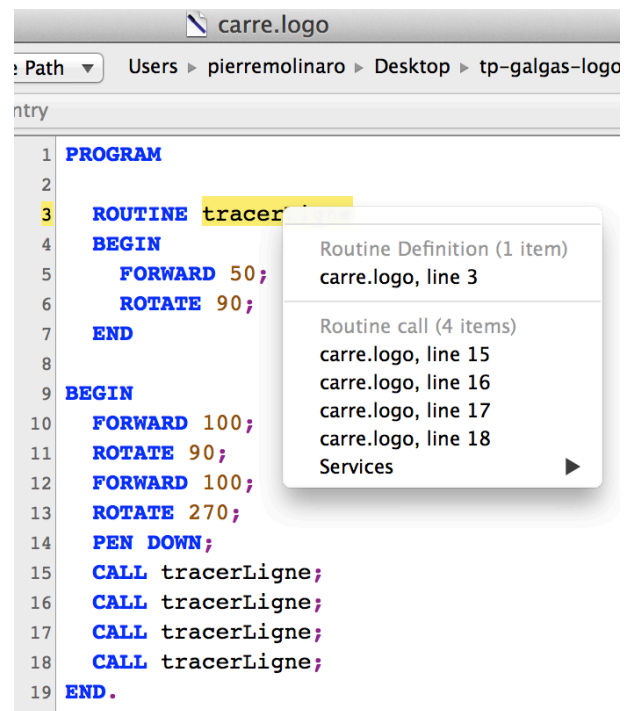 carre.logo
Path Users pierremolinaro Desktop tp-galgas-logo
1 PROGRAM
2
3 ROUTINE tracer
4 BEGIN
5 FORWARD 50;
6 ROTATE 90;
7 END
8
9 BEGIN
10 FORWARD 100;
11 ROTATE 90;
12 FORWARD 100;
13 ROTATE 270;
14 PEN DOWN;
15 CALL tracerLigne;
16 CALL tracerLigne;
17 CALL tracerLigne;
18 CALL tracerLigne;
19 END.
Routine Definition (1 item)
carre.logo, line 3
Routine call (4 items)
carre.logo, line 15
carre.logo, line 16
carre.logo, line 17
carre.logo, line 18
Services